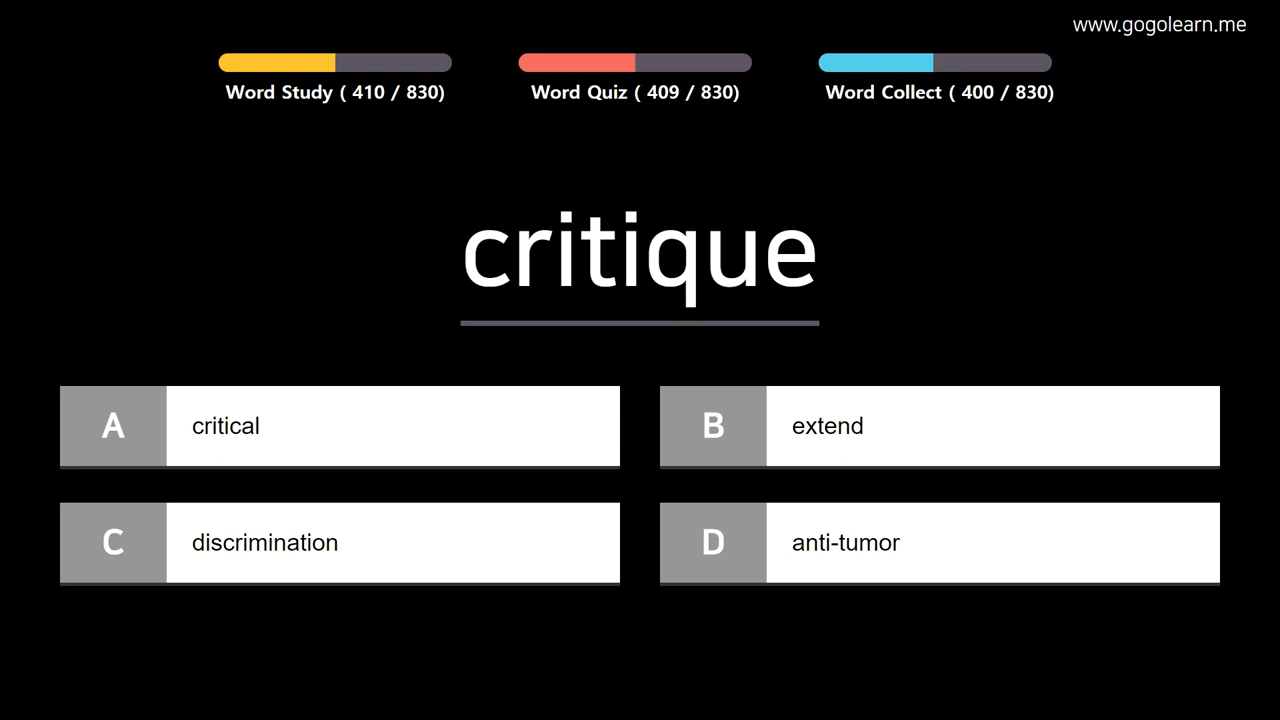 www.gogolearn.me
Word Study ( 410 / 830)
Word Quiz ( 409 / 830)
Word Collect ( 400 / 830)
critique
A critical
B extend
C discrimination
D anti-tumor